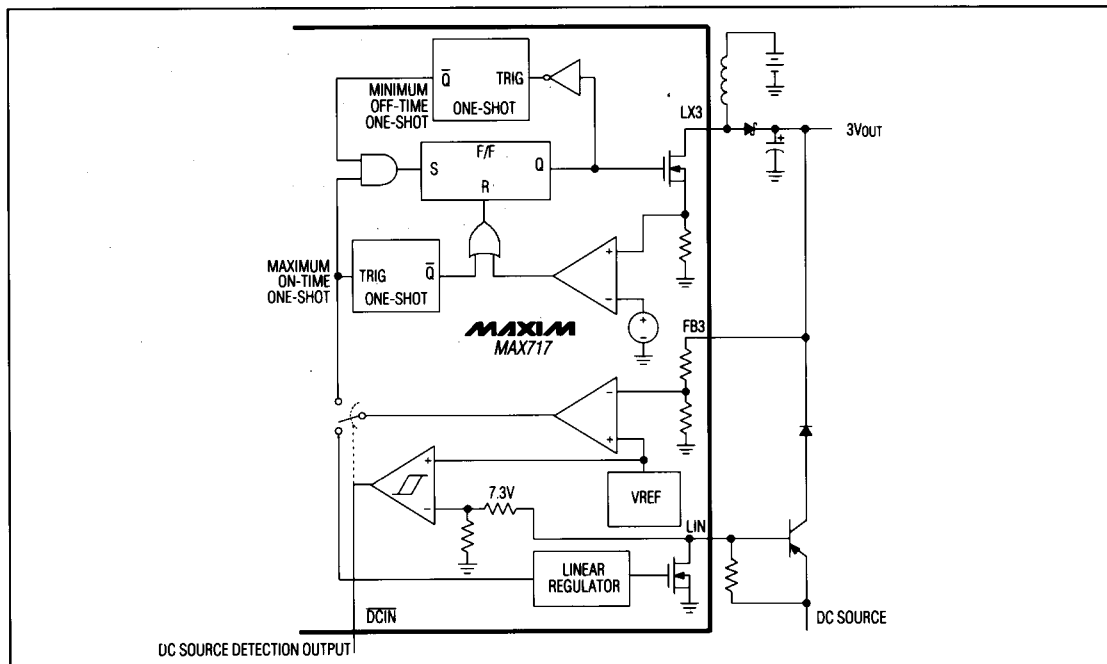 Q̅
TRIG
MINIMUM
OFF-TIME
ONE-SHOT
ONE-SHOT
LX3
3VOUT
F/F
S
Q
R
MAXIMUM
ON-TIME
ONE-SHOT
TRIG
Q̅
ONE-SHOT
+
−
+
−
+
MAXIM
MAX717
FB3
−
+
+
−
7.3V
VREF
LIN
LINEAR
REGULATOR
D̅C̅I̅N̅
DC SOURCE
DC SOURCE DETECTION OUTPUT